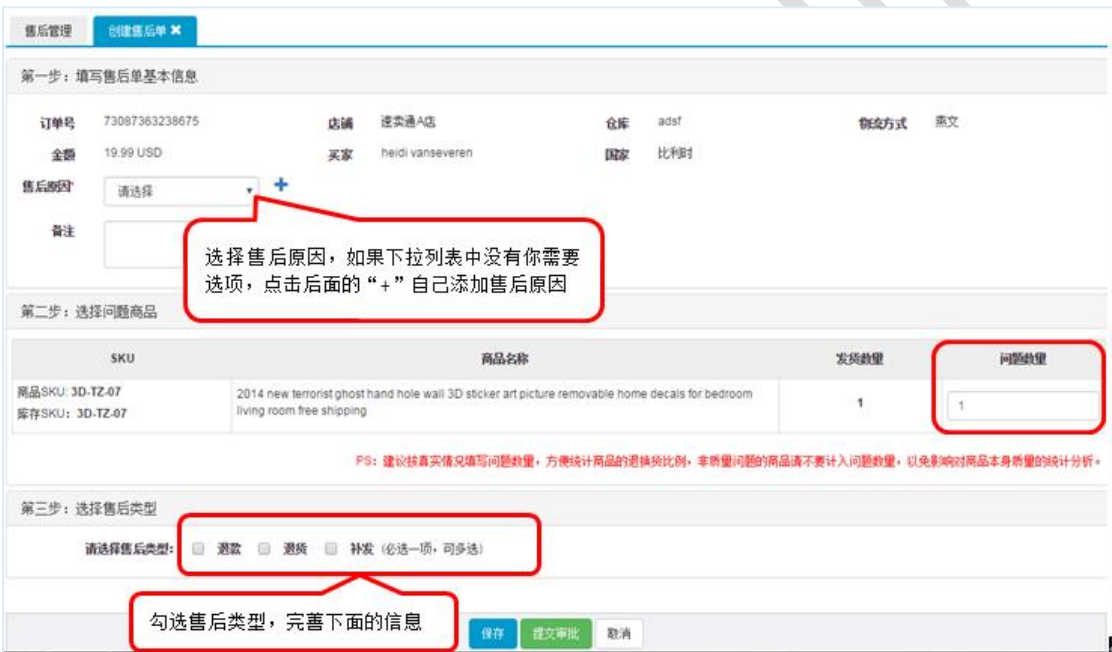 售后管理 创建售后单 ✖
第一步：填写售后单基本信息
订单号 73087363238675 店铺 速卖通A店 仓库 adsf 物流方式 燕文
金额 19.99 USD 买家 heidi vanseveren 国家 比利时
售后原因* 请选择 +
备注
选择售后原因，如果下拉列表中没有你需要
选项，点击后面的“+”自己添加售后原因
第二步：选择问题商品
SKU 商品名称 发货数量 问题数量
商品SKU: 3D-TZ-07
库存SKU: 3D-TZ-07
2014 new terrorist ghost hand hole wall 3D sticker art picture removable home decals for bedroom
living room free shipping
1 1
PS：建议按真实情况填写问题数量，方便统计商品的退换货比例，非质量问题的商品请不要计入问题数量，以免影响对商品本身质量的统计分析。
第三步：选择售后类型
请选择售后类型： 退款 退货 补发 (必选一项，可多选)
勾选售后类型，完善下面的信息
保存 提交审批 取消